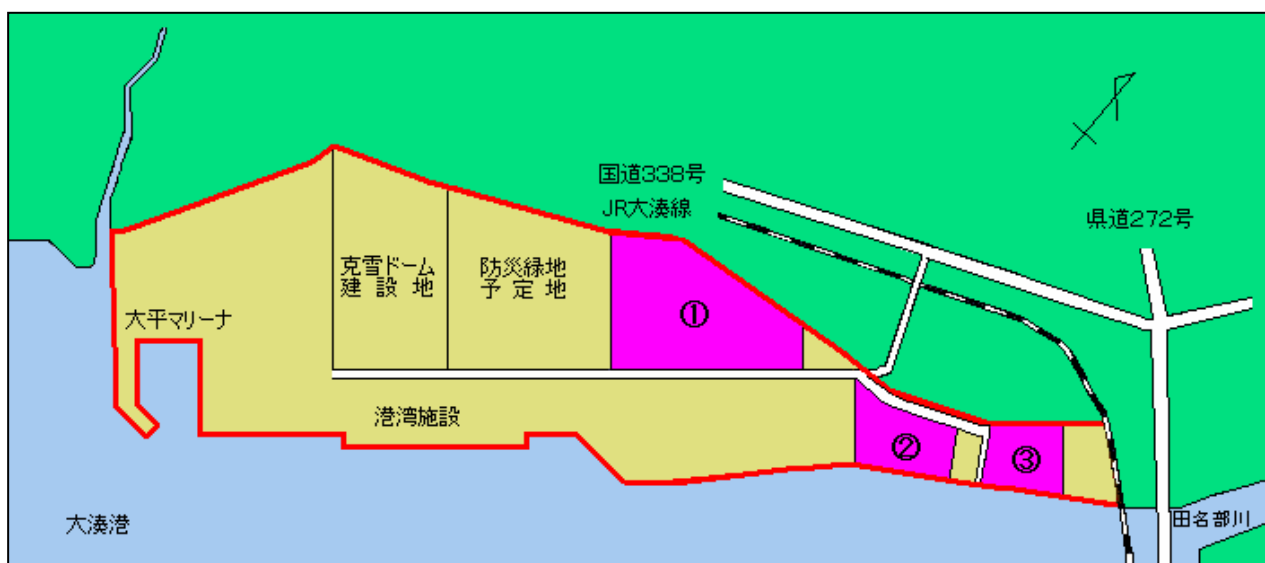 国道338号
JR大湊線
県道272号
克雪ドーム
建設地
防災緑地
予定地
①
大平マリーナ
港湾施設
②
③
大湊港
田名部川